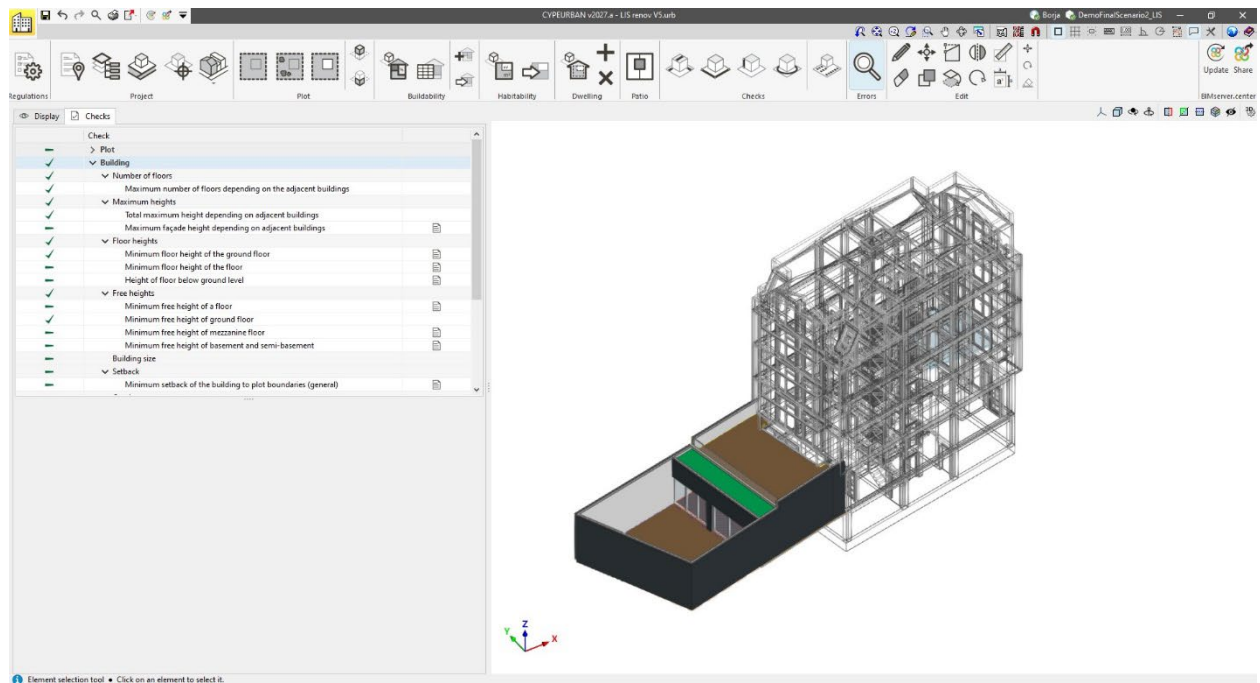 CYPEURBAN v2027.a - LIS renov V5.urb
Borja
DemoFinalScenario2_LIS
Regulations
Project
Plot
Buildability
Habitability
Dwelling
Patio
Checks
Errors
Edit
Update
Share
BIMserver.center
Display
Checks
Check
Plot
Building
Number of floors
Maximum number of floors depending on the adjacent buildings
Maximum heights
Total maximum height depending on adjacent buildings
Maximum façade height depending on adjacent buildings
Floor heights
Minimum floor height of the ground floor
Minimum floor height of the floor
Height of floor below ground level
Free heights
Minimum free height of a floor
Minimum free height of ground floor
Minimum free height of mezzanine floor
Minimum free height of basement and semi-basement
Building size
Setback
Minimum setback of the building to plot boundaries (general)
Z
Y
X
Element selection tool • Click on an element to select it.